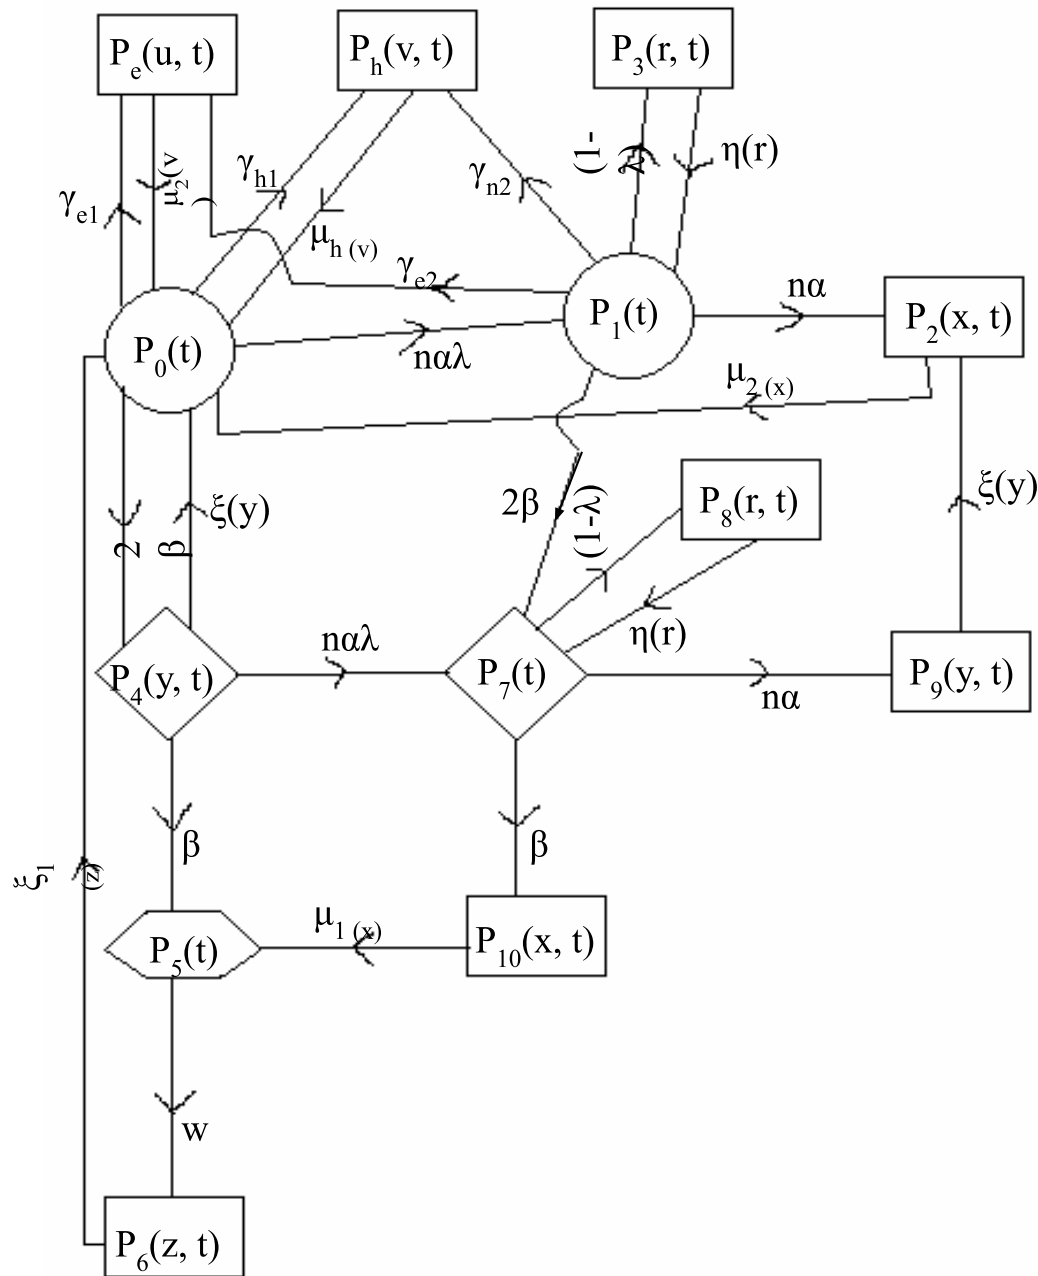 Pe(u, t)
Ph(v, t)
P3(r, t)
γe1
μ2(v
)
γh1
μh (v)
γn2
(1-
λ)
η(r)
γe2
P0(t)
P1(t)
nα
P2(x, t)
nαλ
μ2 (x)
2
β
ξ(y)
2β
(1-λ)
P8(r, t)
ξ(y)
η(r)
P4(y, t)
nαλ
P7(t)
nα
P9(y, t)
β
β
ξ1
(z)
P5(t)
μ1 (x)
P10(x, t)
w
P6(z, t)